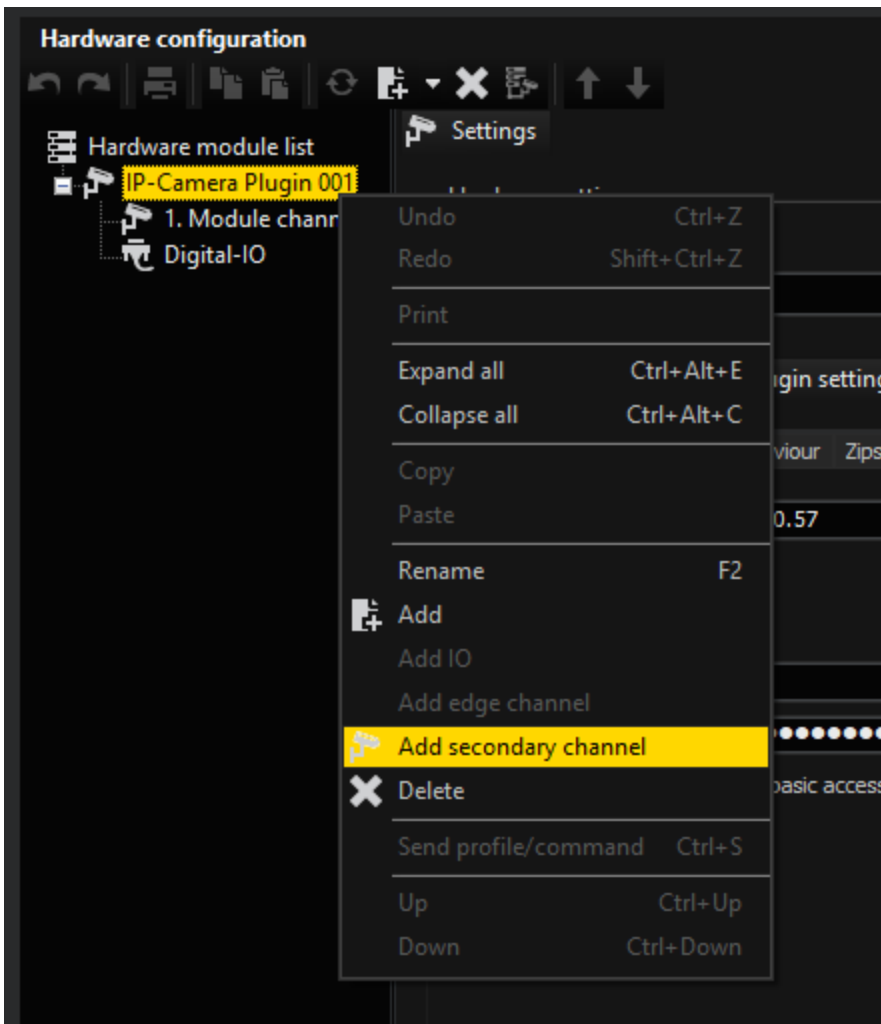 Hardware configuration
Settings
Hardware module list
IP-Camera Plugin 001
1. Module chann
Digital-IO
Undo Ctrl+Z
Redo Shift+Ctrl+Z
Print
Expand all Ctrl+Alt+E
Collapse all Ctrl+Alt+C
Copy
Paste
Rename F2
Add
Add IO
Add edge channel
Add secondary channel
Delete
Send profile/command Ctrl+S
Up Ctrl+Up
Down Ctrl+Down
gin setting
viour Zips
0.57
basic access